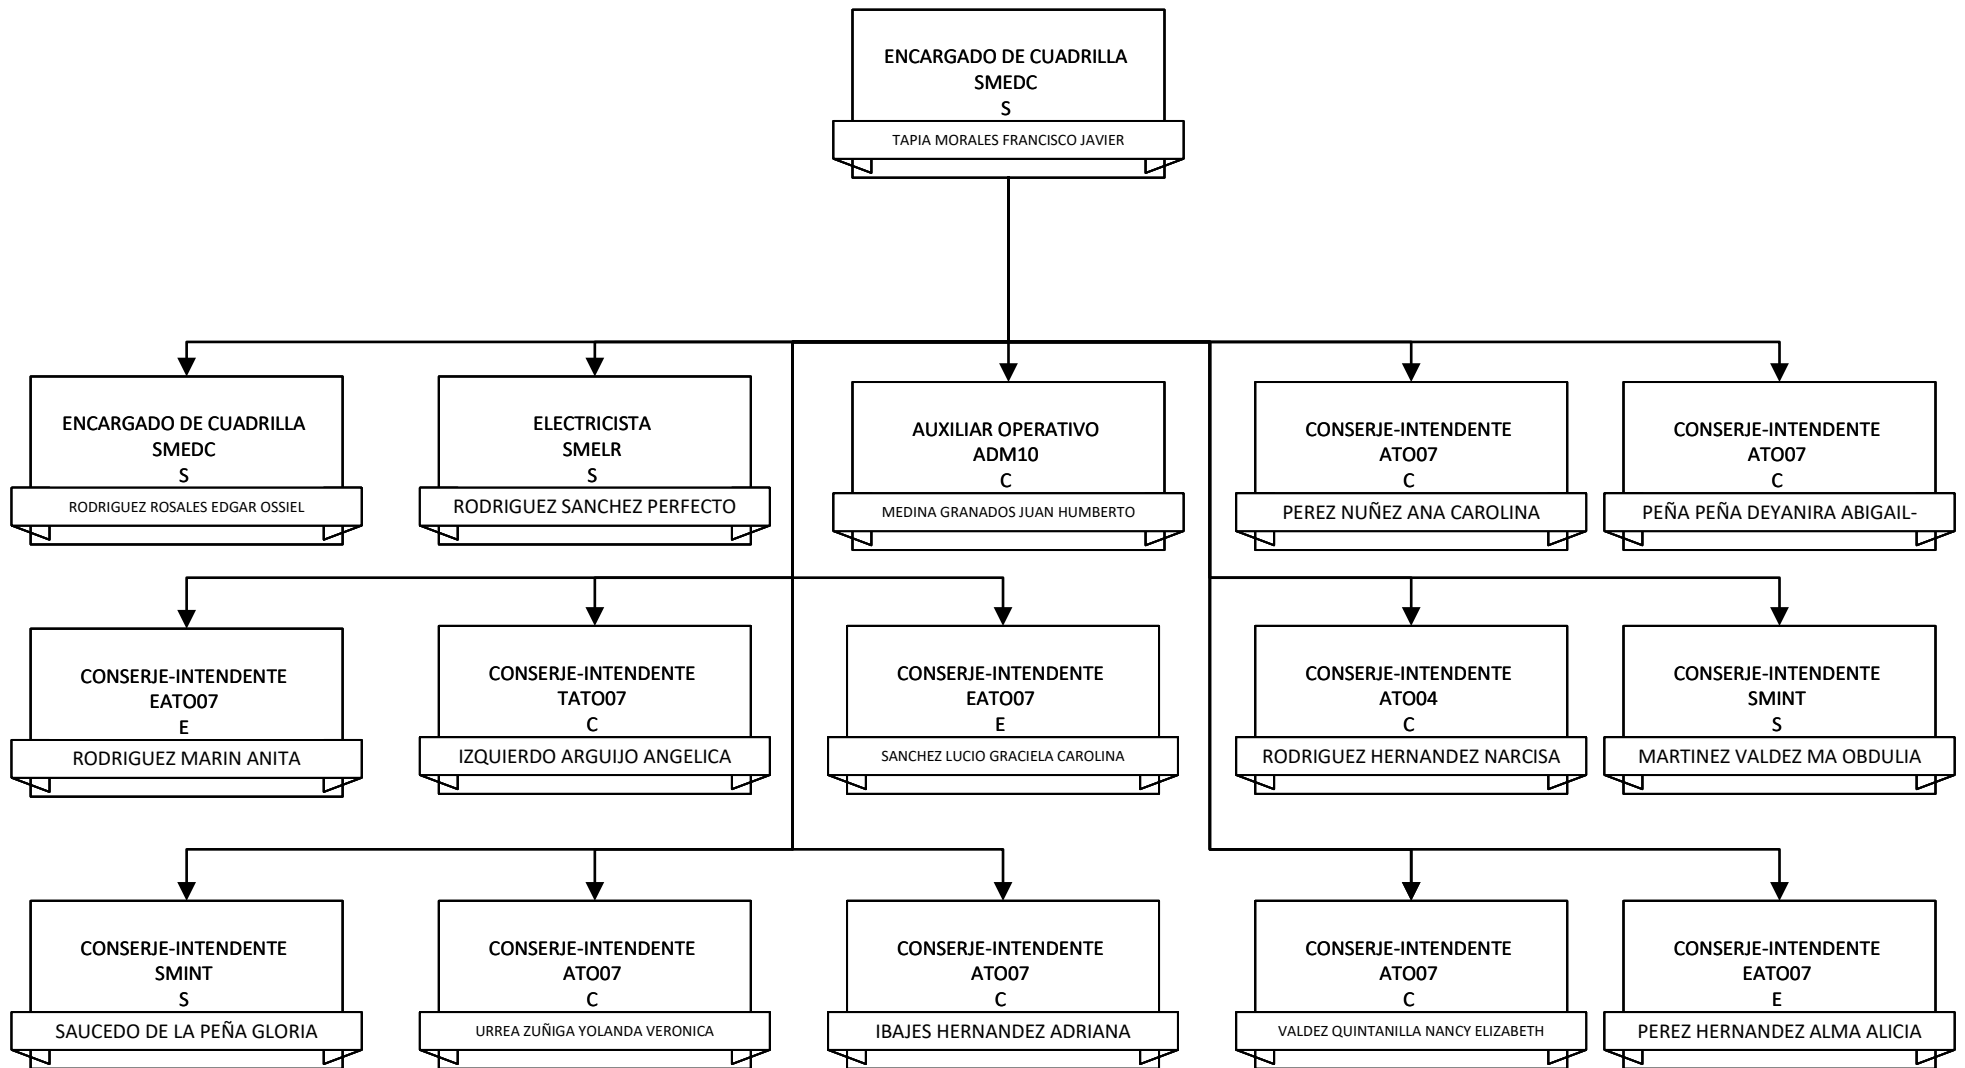 ENCARGADO DE CUADRILLA
SMEDC
S
TAPIA MORALES FRANCISCO JAVIER
ENCARGADO DE CUADRILLA
SMEDC
S
RODRIGUEZ ROSALES EDGAR OSSIEL
ELECTRICISTA
SMELR
S
RODRIGUEZ SANCHEZ PERFECTO
AUXILIAR OPERATIVO
ADM10
C
MEDINA GRANADOS JUAN HUMBERTO
CONSERJE-INTENDENTE
ATO07
C
PEREZ NUÑEZ ANA CAROLINA
CONSERJE-INTENDENTE
ATO07
C
PEÑA PEÑA DEYANIRA ABIGAIL-
CONSERJE-INTENDENTE
EATO07
E
RODRIGUEZ MARIN ANITA
CONSERJE-INTENDENTE
TATO07
C
IZQUIERDO ARGUIJO ANGELICA
CONSERJE-INTENDENTE
EATO07
E
SANCHEZ LUCIO GRACIELA CAROLINA
CONSERJE-INTENDENTE
ATO04
C
RODRIGUEZ HERNANDEZ NARCISA
CONSERJE-INTENDENTE
SMINT
S
MARTINEZ VALDEZ MA OBDULIA
CONSERJE-INTENDENTE
SMINT
S
SAUCEDO DE LA PEÑA GLORIA
CONSERJE-INTENDENTE
ATO07
C
URREA ZUÑIGA YOLANDA VERONICA
CONSERJE-INTENDENTE
ATO07
C
IBAJES HERNANDEZ ADRIANA
CONSERJE-INTENDENTE
ATO07
C
VALDEZ QUINTANILLA NANCY ELIZABETH
CONSERJE-INTENDENTE
EATO07
E
PEREZ HERNANDEZ ALMA ALICIA